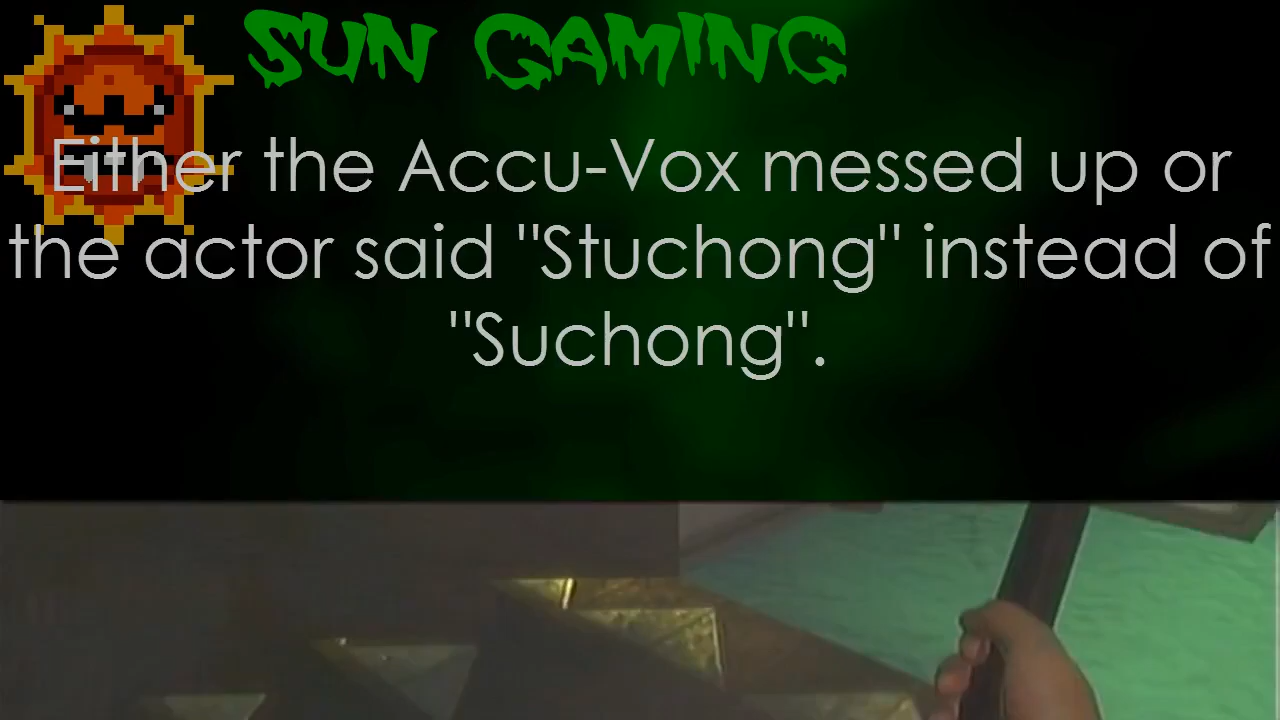 SUN GAMING
Either the Accu-Vox messed up or
the actor said "Stuchong" instead of
"Suchong".